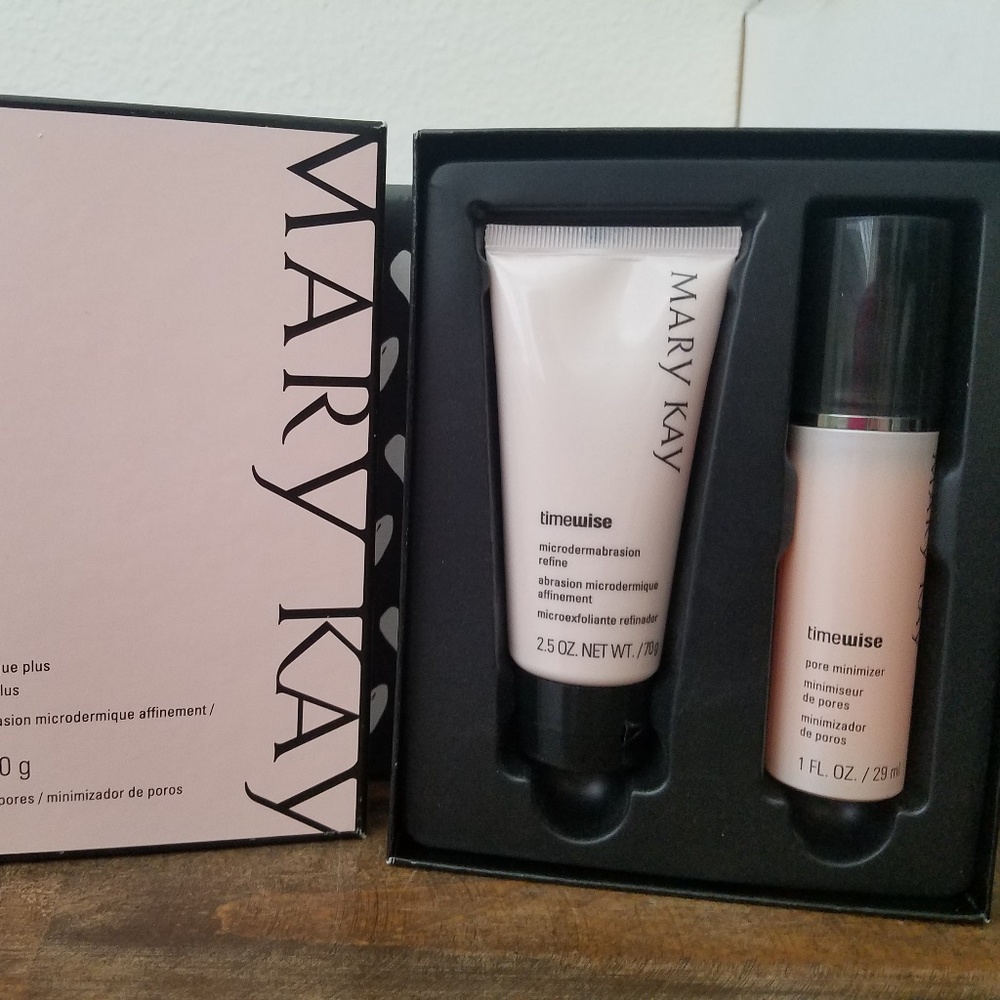 MARY KAY
ue plus
lus
asion microdermique affinement /
0 g
pores / minimizador de poros
MARY KAY
timewise
microdermabrasion
refine
abrasion microdermique
affinement
microexfoliante refinador
2.5 OZ. NET WT. / 70 g
MARY KAY
timewise
pore minimizer
minimiseur
de pores
minimizador
de poros
1 FL. OZ. / 29 ml